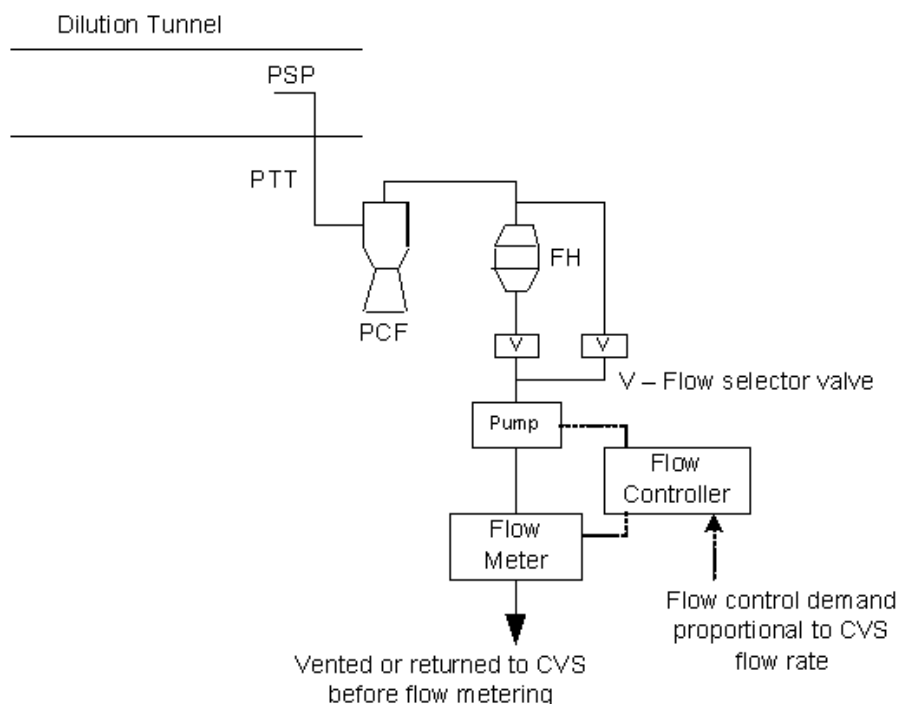 Dilution Tunnel
PSP
PTT
FH
PCF
V
V
V – Flow selector valve
Pump
Flow
Controller
Flow
Meter
Flow control demand
proportional to CVS
flow rate
Vented or returned to CVS
before flow metering